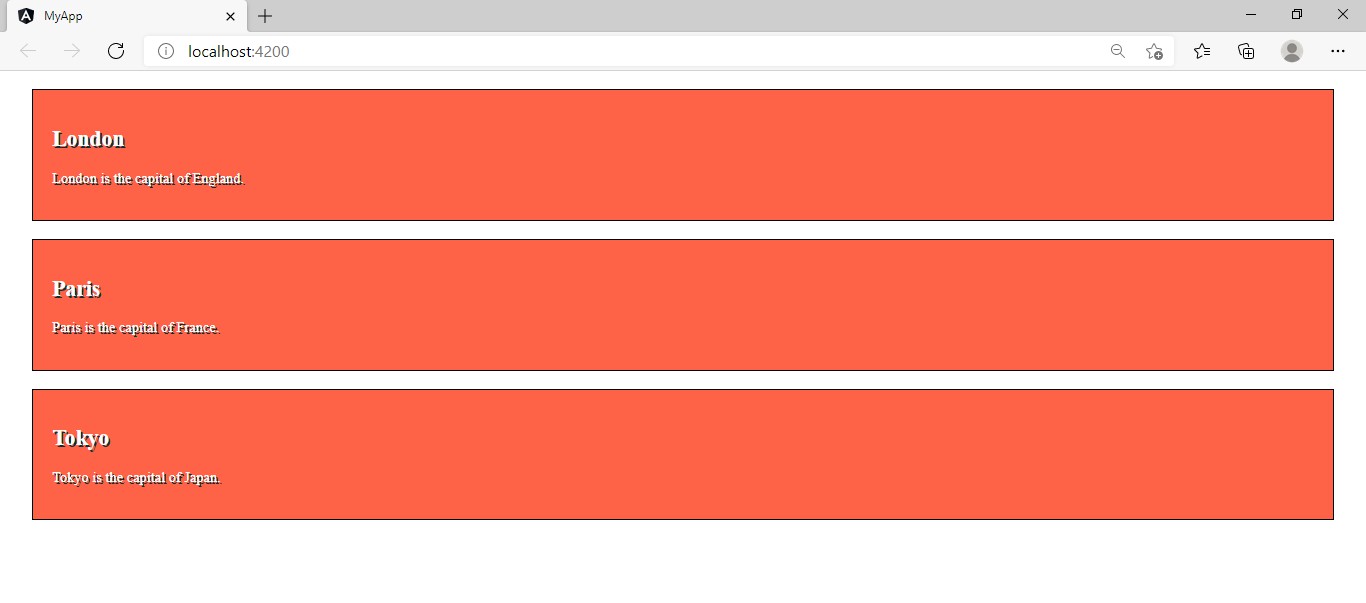 MyApp
localhost:4200
London
London is the capital of England.
Paris
Paris is the capital of France.
Tokyo
Tokyo is the capital of Japan.